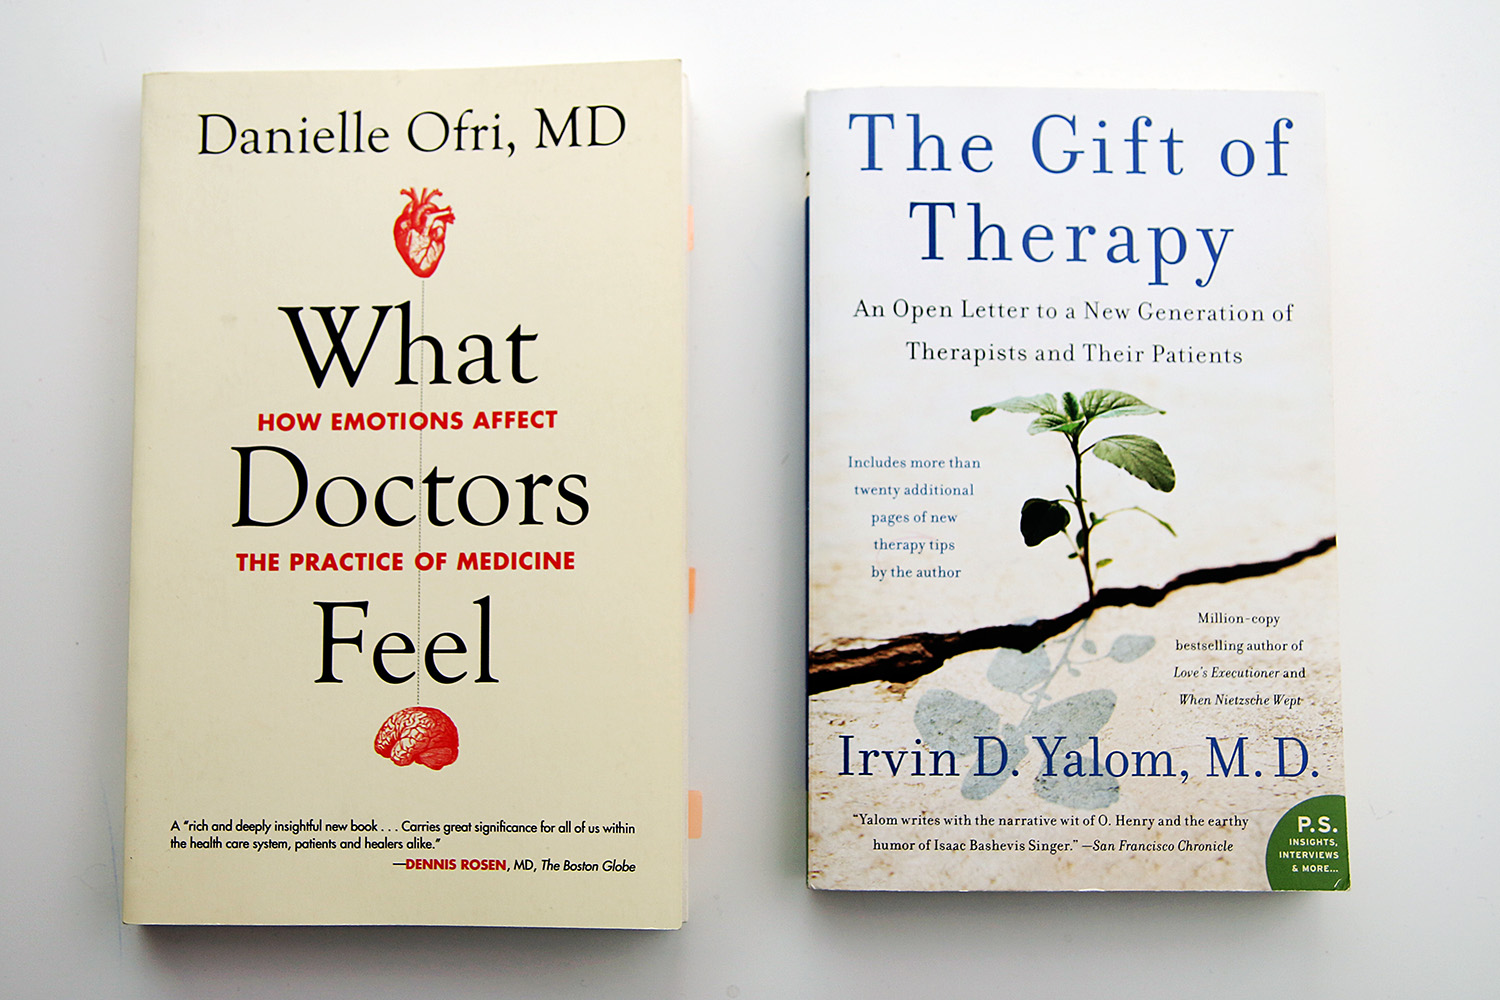 Danielle Ofri, MD
What
HOW EMOTIONS AFFECT
Doctors
THE PRACTICE OF MEDICINE
Feel
A “rich and deeply insightful new book . . . Carries great significance for all of us within
the health care system, patients and healers alike.”
—DENNIS ROSEN, MD, The Boston Globe
The Gift of
Therapy
An Open Letter to a New Generation of
Therapists and Their Patients
Includes more than
twenty additional
pages of new
therapy tips
by the author
Million-copy
bestselling author of
Love’s Executioner and
When Nietzsche Wept
Irvin D. Yalom, M.D.
“Yalom writes with the narrative wit of O. Henry and the earthy
humor of Isaac Bashevis Singer.” —San Francisco Chronicle
P.S.
INSIGHTS,
INTERVIEWS
& MORE...